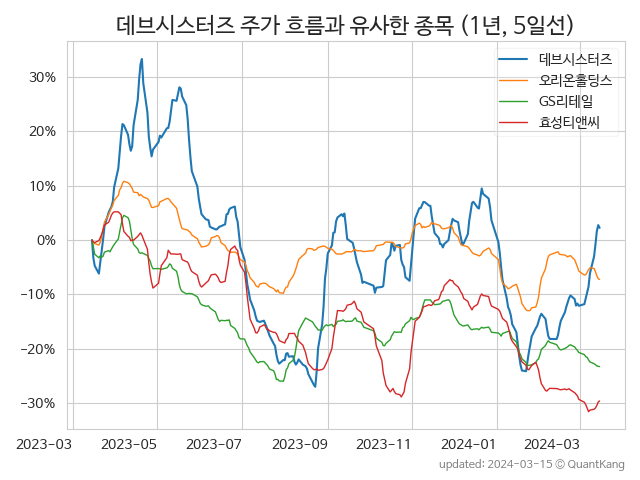 데브시스터즈 주가 흐름과 유사한 종목 (1년, 5일선)
데브시스터즈
오리온홀딩스
GS리테일
효성티앤씨
30%
20%
10%
0%
−10%
−20%
−30%
2023-03 2023-05 2023-07 2023-09 2023-11 2024-01 2024-03
updated: 2024-03-15 © QuantKang